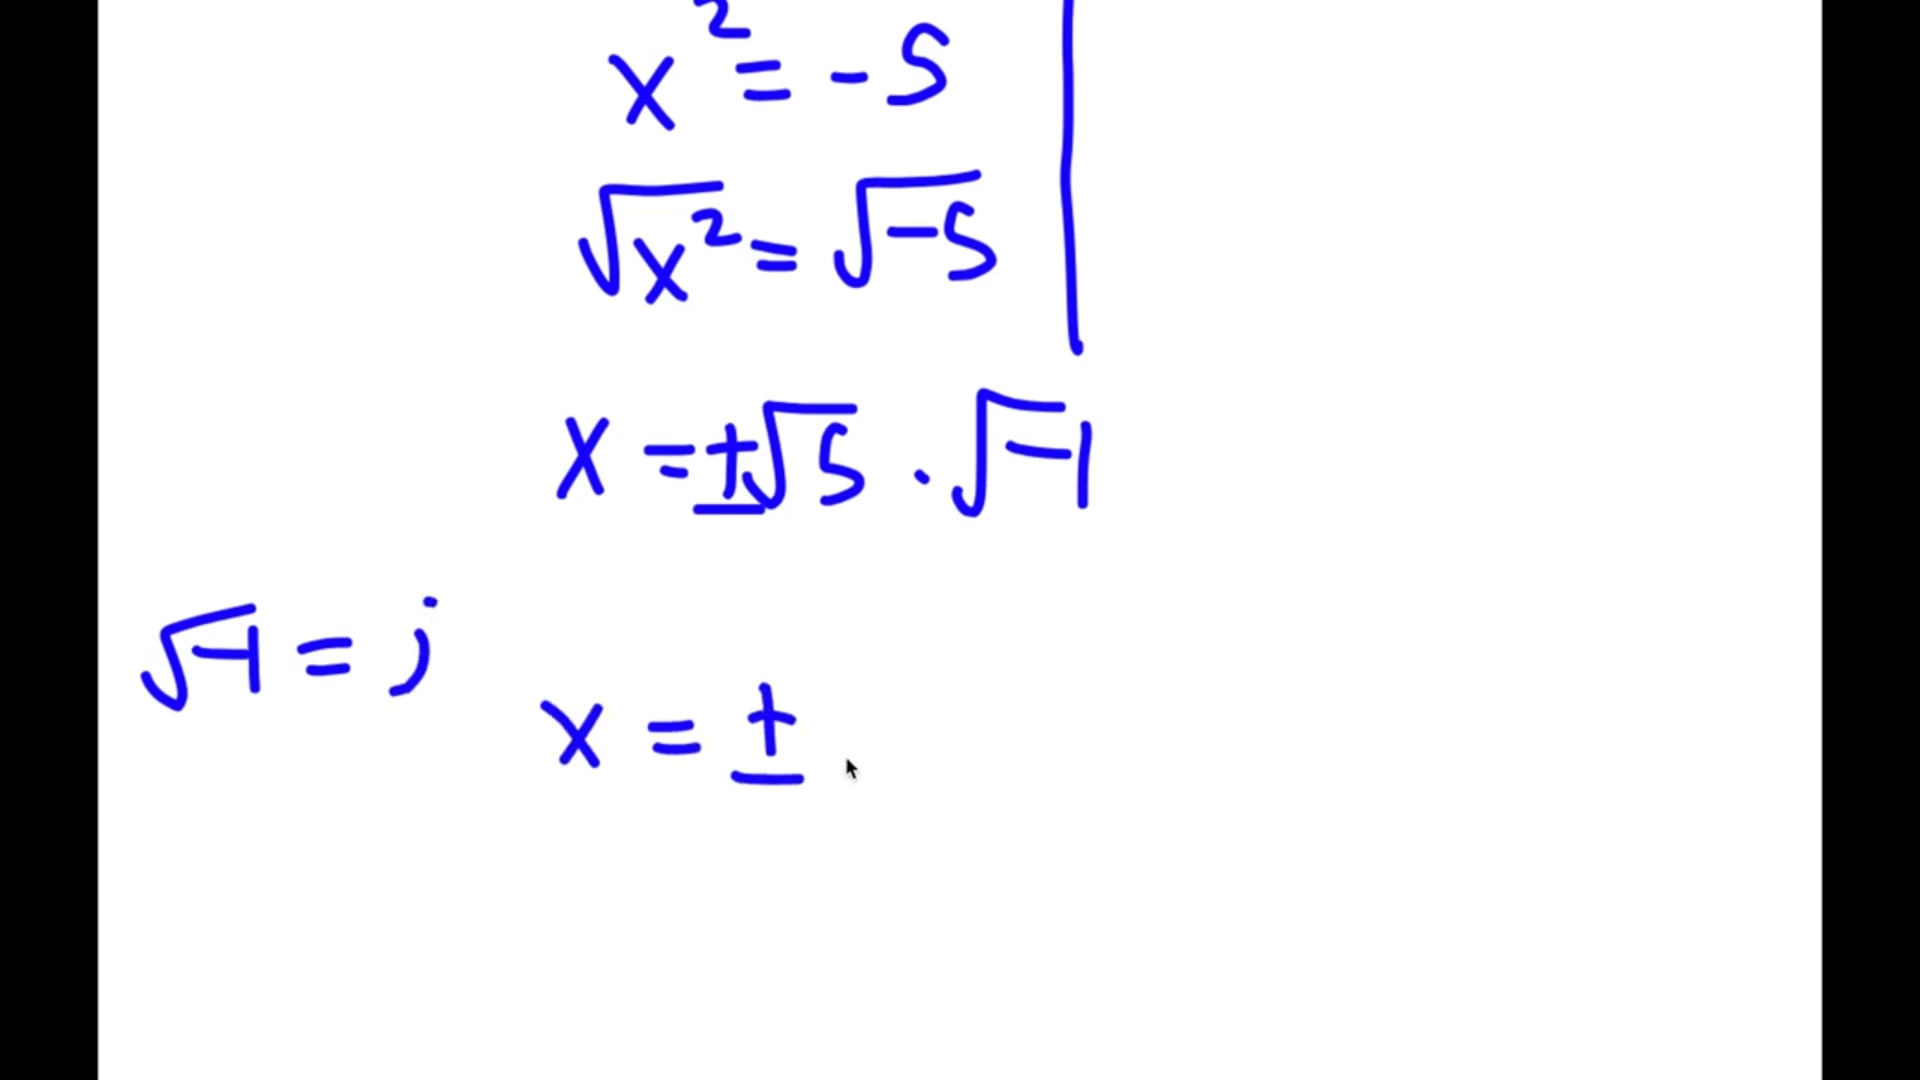 x² = -5
√x² = √-5
x = ±√5 · √-1
√-1 = j
x = ±